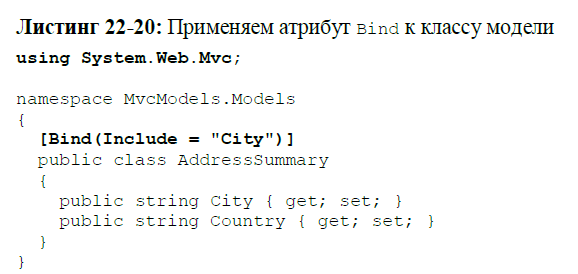 Листинг 22-20: Применяем атрибут Bind к классу модели
using System.Web.Mvc;
namespace MvcModels.Models
{
[Bind(Include = "City")]
public class AddressSummary
{
public string City { get; set; }
public string Country { get; set; }
}
}